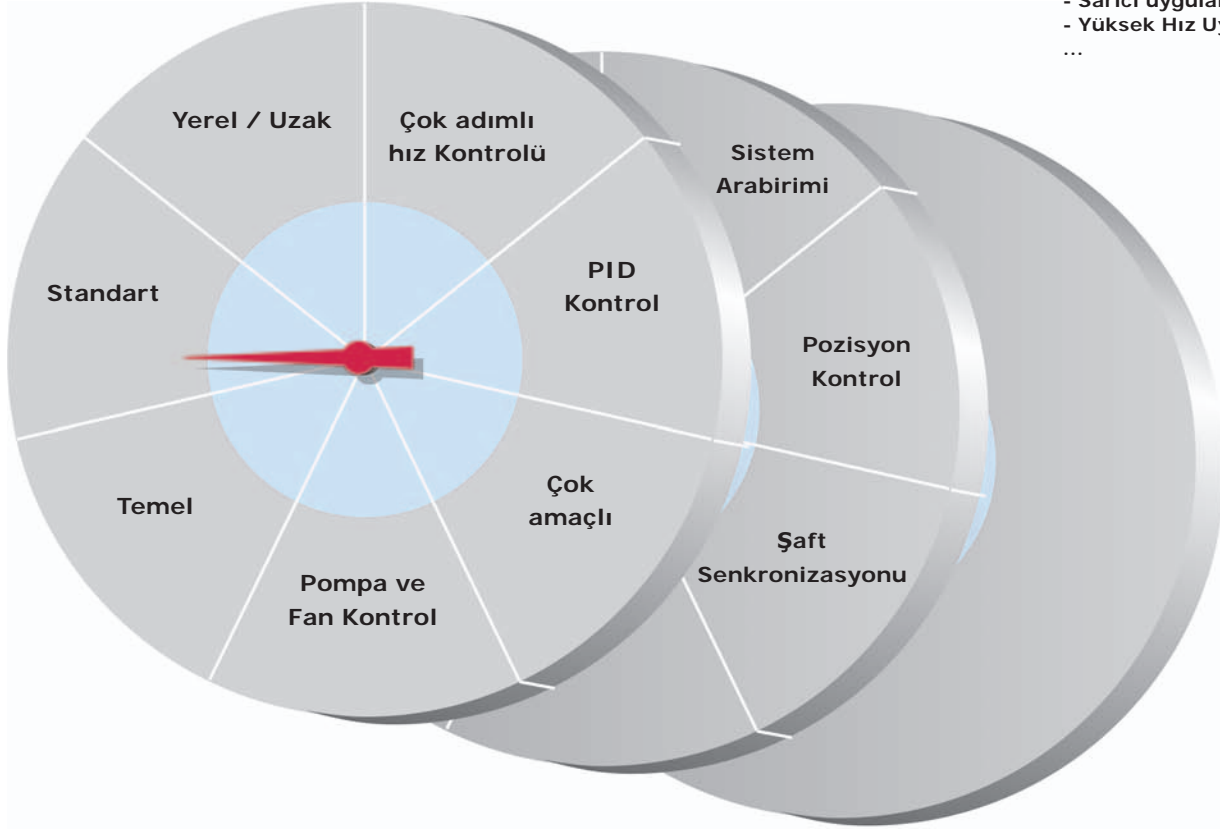 - Yüksek Hız
...
Yerel / Uzak
Çok adımlı
hız Kontrolü
Sistem
Arabirimi
Standart
PID
Kontrol
Pozisyon
Kontrol
Temel
Çok
amaçlı
Şaft
Senkronizasyonu
Pompa ve
Fan Kontrol